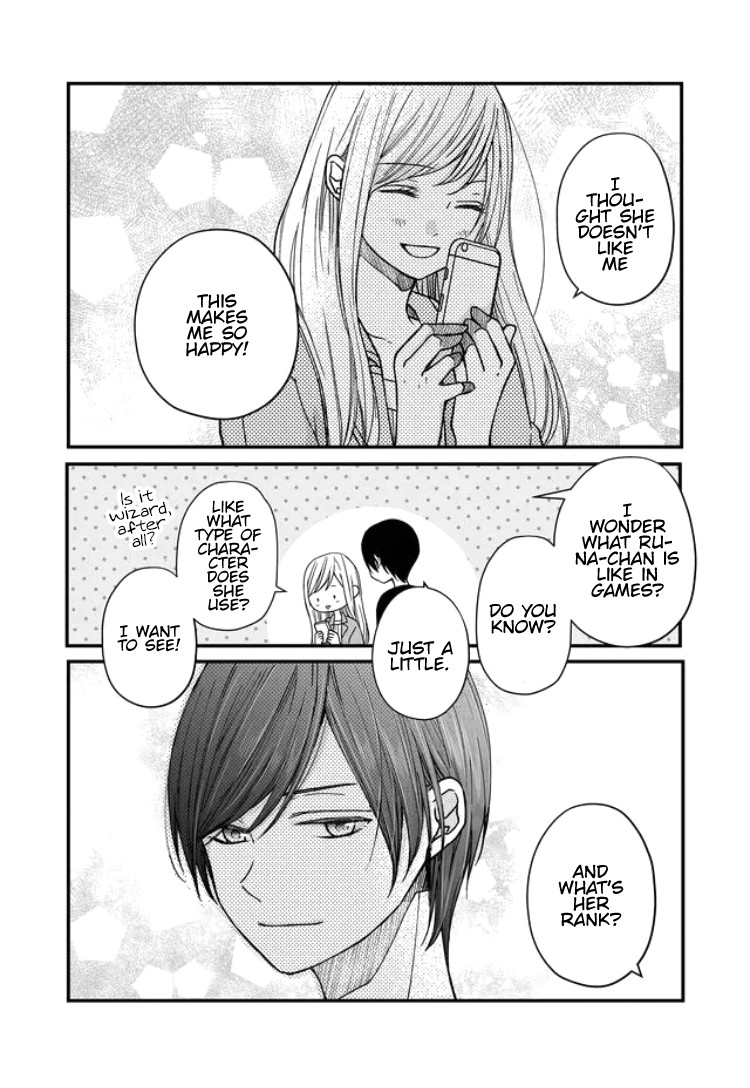 I
THOU-
GHT SHE
DOESN'T
LIKE
ME
THIS
MAKES
ME SO
HAPPY!
I
WONDER
WHAT RU-
NA-CHAN IS
LIKE IN
GAMES?
DO YOU
KNOW?
JUST A
LITTLE.
LIKE
WHAT
TYPE OF
CHARA-
CTER
DOES
SHE
USE?
Is it
wizard,
after
all?
I WANT
TO SEE!
AND
WHAT'S
HER
RANK?